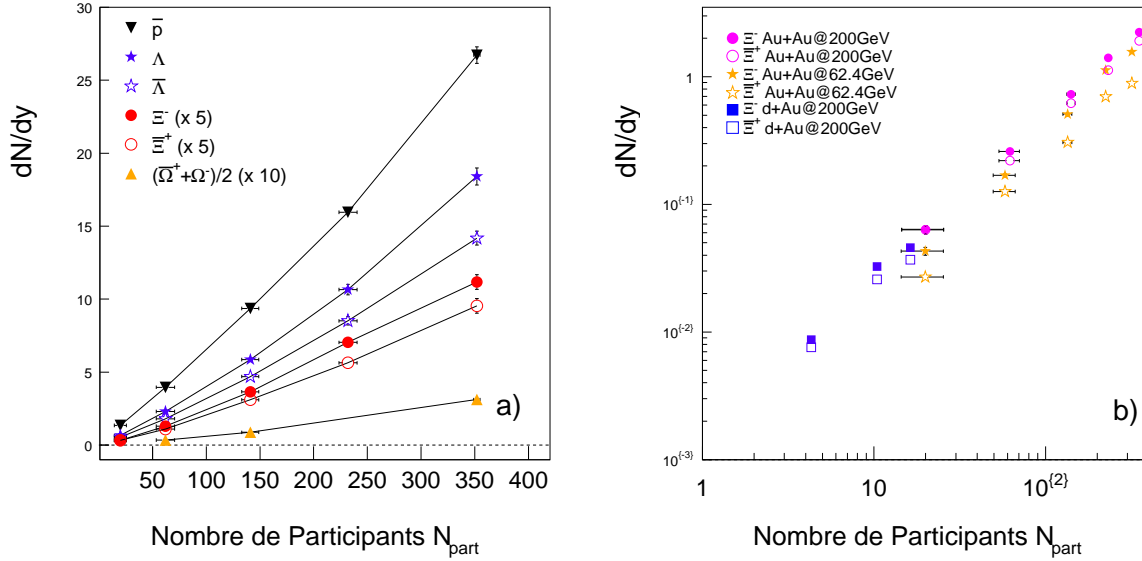 30
25
20
15
10
5
0
dN/dy
p̅
Λ
Λ̅
Ξ⁻ (x 5)
Ξ̅⁺ (x 5)
(Ω̅⁺+Ω⁻)/2 (x 10)
a)
50 100 150 200 250 300 350 400
Nombre de Participants N_part
dN/dy
1
10^{-1}
10^{-2}
10^{-3}
Ξ⁻ Au+Au@200GeV
Ξ̅⁺ Au+Au@200GeV
Ξ⁻ Au+Au@62.4GeV
Ξ̅⁺ Au+Au@62.4GeV
Ξ⁻ d+Au@200GeV
Ξ̅⁺ d+Au@200GeV
b)
1 10 10^{2}
Nombre de Participants N_part